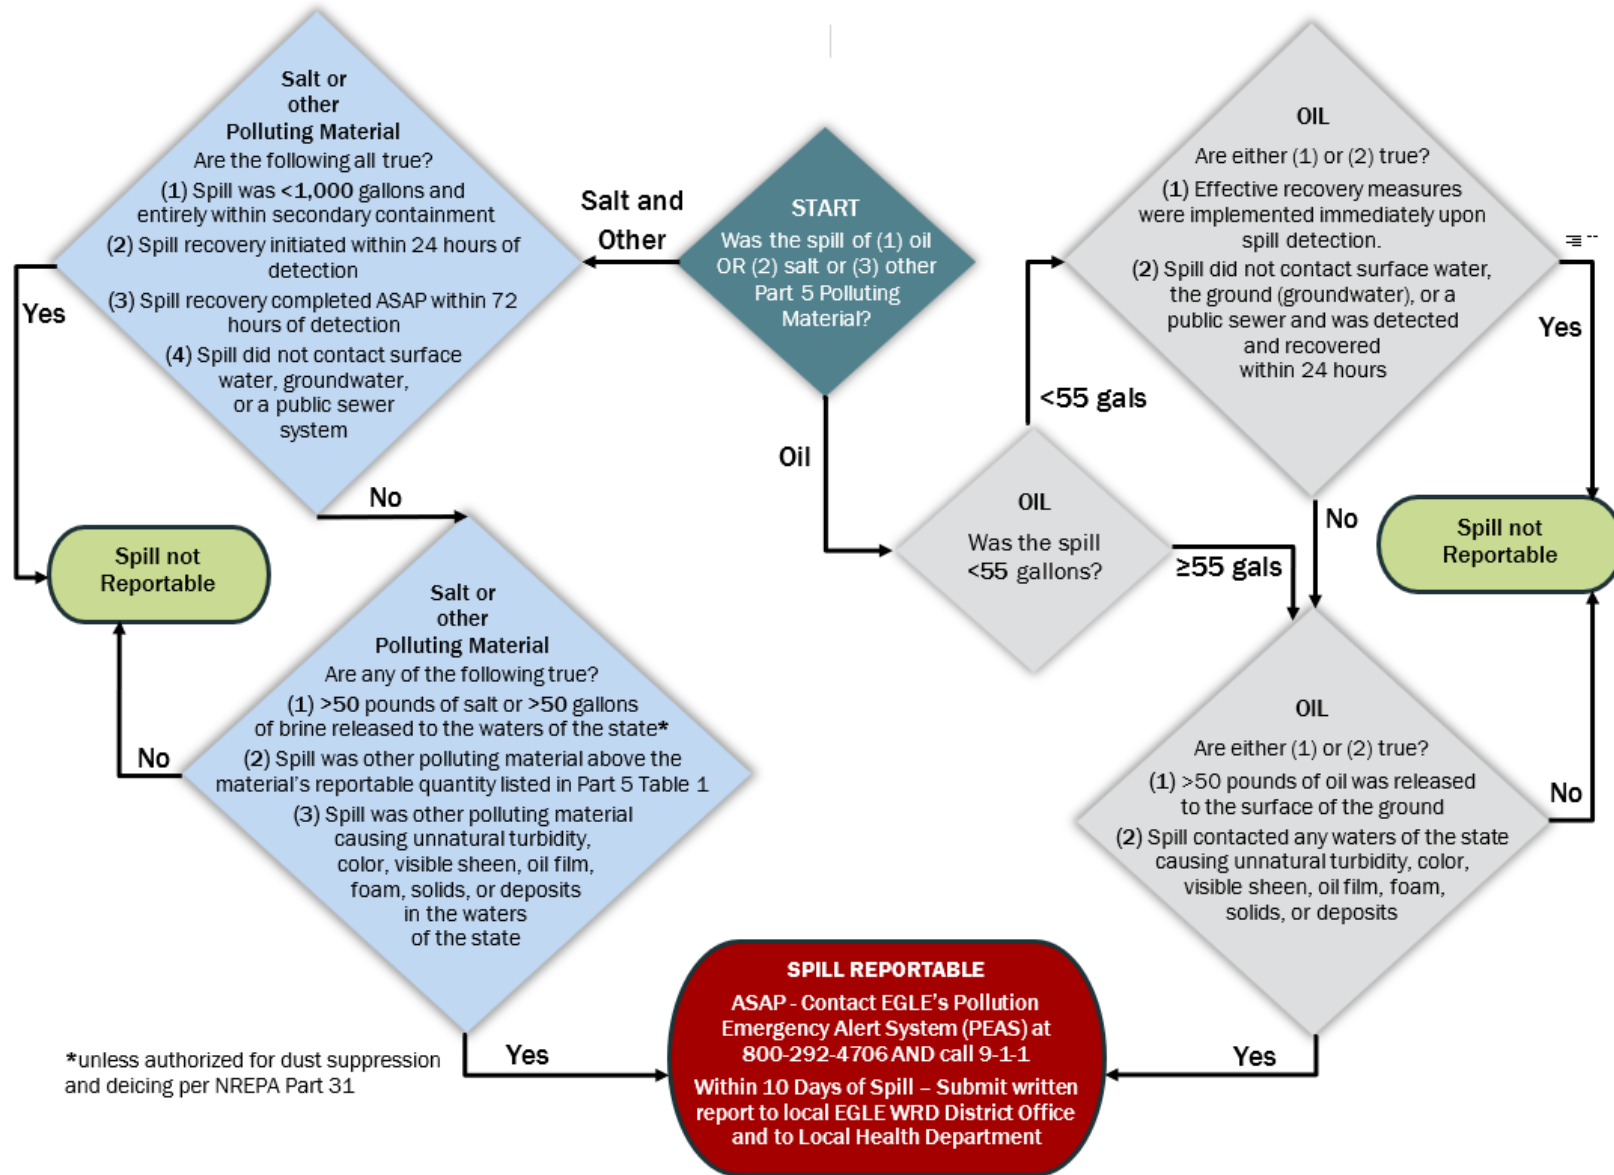 Salt or
other
Polluting Material
Are the following all true?
(1) Spill was <1,000 gallons and
entirely within secondary containment
(2) Spill recovery initiated within 24 hours of
detection
(3) Spill recovery completed ASAP within 72
hours of detection
(4) Spill did not contact surface
water, groundwater,
or a public sewer
system
Salt and
Other
START
Was the spill of (1) oil
OR (2) salt or (3) other
Part 5 Polluting
Material?
OIL
Are either (1) or (2) true?
(1) Effective recovery measures
were implemented immediately upon
spill detection.
(2) Spill did not contact surface water,
the ground (groundwater), or a
public sewer and was detected
and recovered
within 24 hours
Yes
Yes
<55 gals
Oil
No
OIL
Was the spill
<55 gallons?
≥55 gals
No
Spill not
Reportable
Spill not
Reportable
Salt or
other
Polluting Material
Are any of the following true?
(1) >50 pounds of salt or >50 gallons
of brine released to the waters of the state*
(2) Spill was other polluting material above the
material's reportable quantity listed in Part 5 Table 1
(3) Spill was other polluting material
causing unnatural turbidity,
color, visible sheen, oil film,
foam, solids, or deposits
in the waters
of the state
No
OIL
Are either (1) or (2) true?
(1) >50 pounds of oil was released
to the surface of the ground
(2) Spill contacted any waters of the state
causing unnatural turbidity, color,
visible sheen, oil film, foam,
solids, or deposits
No
Yes
Yes
SPILL REPORTABLE
ASAP - Contact EGLE's Pollution
Emergency Alert System (PEAS) at
800-292-4706 AND call 9-1-1
Within 10 Days of Spill – Submit written
report to local EGLE WRD District Office
and to Local Health Department
*unless authorized for dust suppression
and deicing per NREPA Part 31